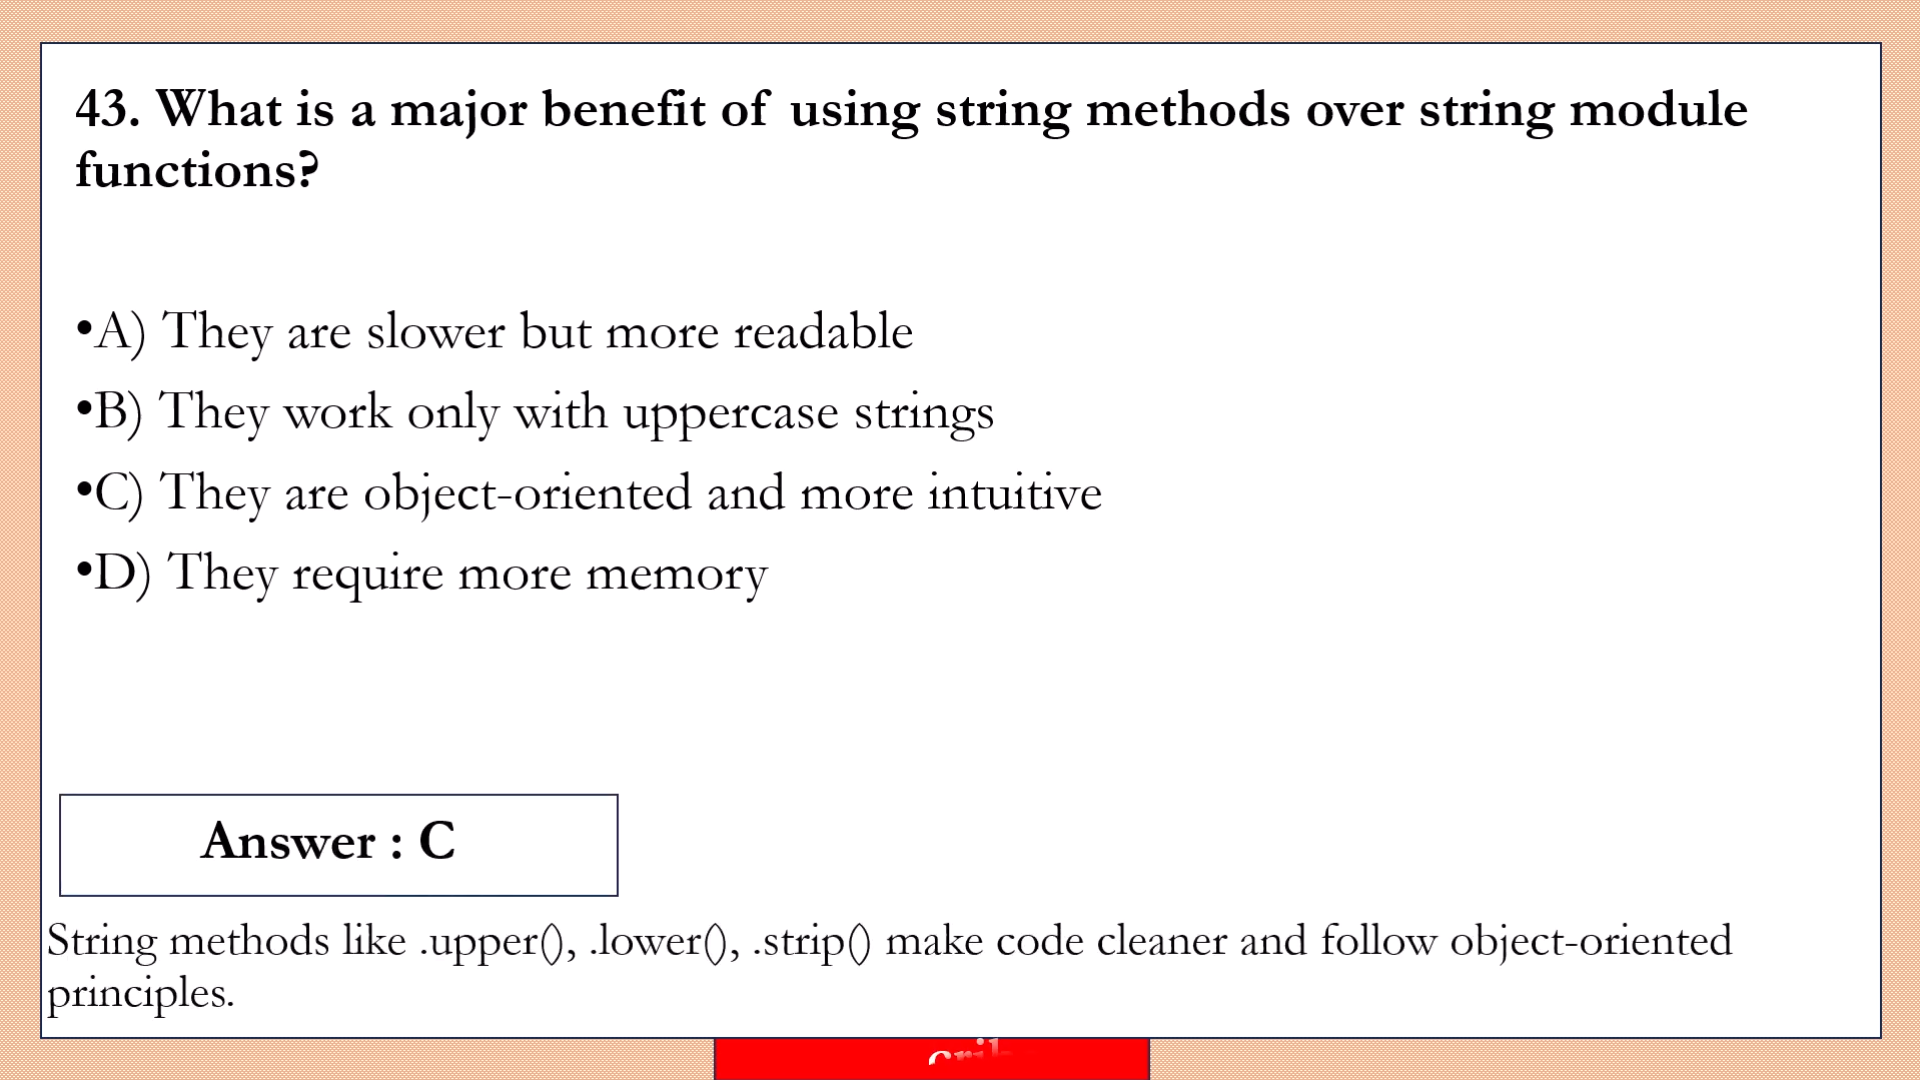 43. What is a major benefit of using string methods over string module
functions?
•A) They are slower but more readable
•B) They work only with uppercase strings
•C) They are object-oriented and more intuitive
•D) They require more memory
Answer : C
String methods like .upper(), .lower(), .strip() make code cleaner and follow object-oriented
principles.